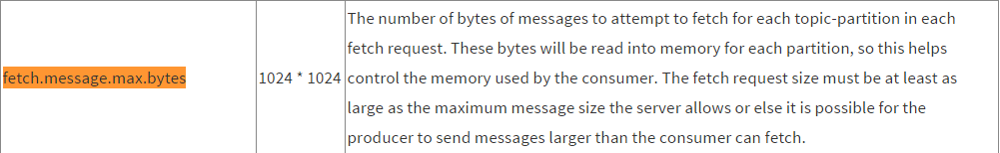 The number of bytes of messages to attempt to fetch for each topic-partition in each
fetch request. These bytes will be read into memory for each partition, so this helps
fetch.message.max.bytes 1024 * 1024 control the memory used by the consumer. The fetch request size must be at least as
large as the maximum message size the server allows or else it is possible for the
producer to send messages larger than the consumer can fetch.